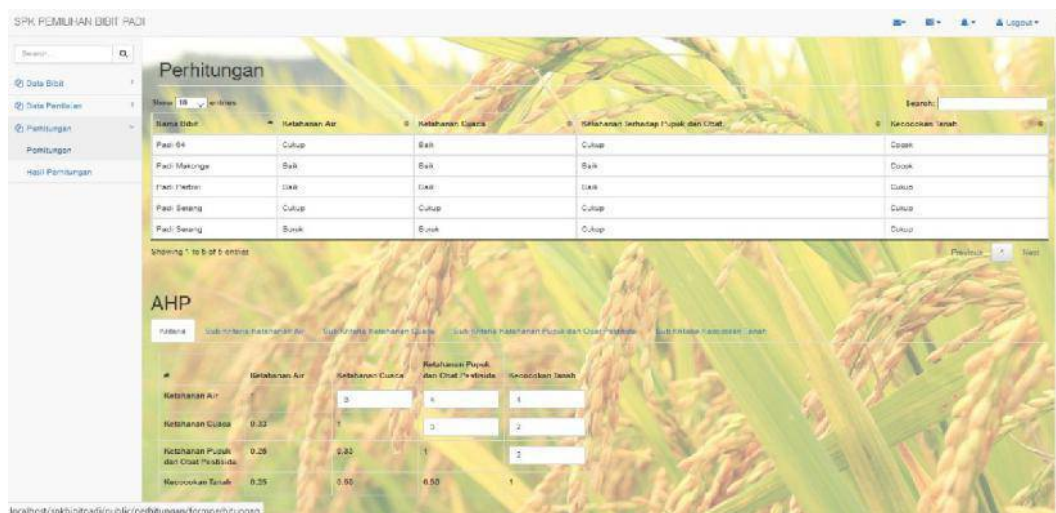 SPK PEMILIHAN BIBIT PADI
Logout
Search...
Data Bibit
Data Penilaian
Perhitungan
Perhitungan
Hasil Perhitungan
Perhitungan
Show 10 entries
Search:
Nama Bibit Ketahanan Air Ketahanan Cuaca Ketahanan Terhadap Pupuk dan Obat Kecocokan Tanah
Padi 64 Cukup Baik Cukup Cocok
Padi Makonga Baik Baik Baik Cocok
Padi Baik Baik Baik Cukup
Padi Serang Cukup Cukup Cukup Cukup
Padi Serang Buruk Buruk Cukup Cukup
Showing 1 to 5 of 5 entries
Previous 1 Next
AHP
Kriteria Sub Kriteria Ketahanan Air Sub Kriteria Ketahanan Cuaca Sub Kriteria Ketahanan Pupuk dan Obat Pestisida Sub Kriteria Kecocokan Tanah
# Ketahanan Air Ketahanan Cuaca Ketahanan Pupuk dan Obat Pestisida Kecocokan Tanah
Ketahanan Air 1 3 4 4
Ketahanan Cuaca 0.33 1 3 2
Ketahanan Pupuk dan Obat Pestisida 0.25 0.33 1 2
Kecocokan Tanah 0.25 0.50 0.50 1
localhost/spkbibitpadi/public/perhitungan/formperhitungan